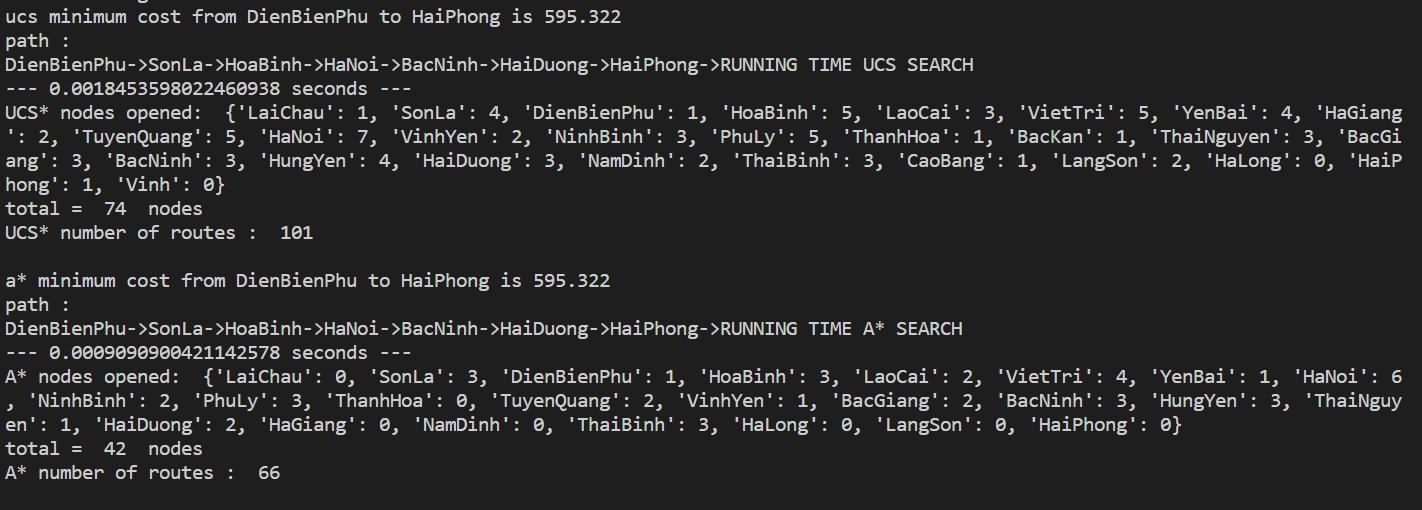 ucs minimum cost from DienBienPhu to HaiPhong is 595.322
path :
DienBienPhu->SonLa->HoaBinh->HaNoi->BacNinh->HaiDuong->HaiPhong->RUNNING TIME UCS SEARCH
--- 0.0018453598022460938 seconds ---
UCS* nodes opened:  {'LaiChau': 1, 'SonLa': 4, 'DienBienPhu': 1, 'HoaBinh': 5, 'LaoCai': 3, 'VietTri': 5, 'YenBai': 4, 'HaGiang
': 2, 'TuyenQuang': 5, 'HaNoi': 7, 'VinhYen': 2, 'NinhBinh': 3, 'PhuLy': 5, 'ThanhHoa': 1, 'BacKan': 1, 'ThaiNguyen': 3, 'BacGi
ang': 3, 'BacNinh': 3, 'HungYen': 4, 'HaiDuong': 3, 'NamDinh': 2, 'ThaiBinh': 3, 'CaoBang': 1, 'LangSon': 2, 'HaLong': 0, 'HaiP
hong': 1, 'Vinh': 0}
total =  74  nodes
UCS* number of routes :  101
a* minimum cost from DienBienPhu to HaiPhong is 595.322
path :
DienBienPhu->SonLa->HoaBinh->HaNoi->BacNinh->HaiDuong->HaiPhong->RUNNING TIME A* SEARCH
--- 0.0009090900421142578 seconds ---
A* nodes opened:  {'LaiChau': 0, 'SonLa': 3, 'DienBienPhu': 1, 'HoaBinh': 3, 'LaoCai': 2, 'VietTri': 4, 'YenBai': 1, 'HaNoi': 6
, 'NinhBinh': 2, 'PhuLy': 3, 'ThanhHoa': 0, 'TuyenQuang': 2, 'VinhYen': 1, 'BacGiang': 2, 'BacNinh': 3, 'HungYen': 3, 'ThaiNguy
en': 1, 'HaiDuong': 2, 'HaGiang': 0, 'NamDinh': 0, 'ThaiBinh': 3, 'HaLong': 0, 'LangSon': 0, 'HaiPhong': 0}
total =  42  nodes
A* number of routes :  66